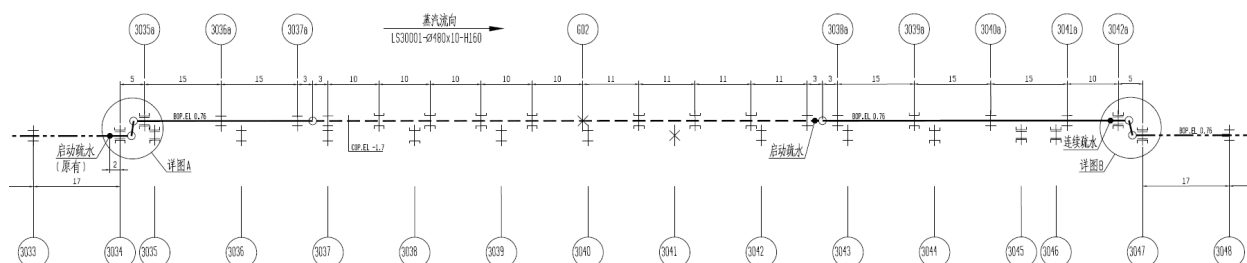 蒸汽流向
LS30001-Ø480x10-H160
3035a
3036a
3037a
G02
3038a
3039a
3040a
3041a
3042a
5 15 15 3 3 10 10 10 10 10 11 11 11 11 3 3 15 15 15 10 5
BOP.EL 0.76
COP.EL -1.7
BOP.EL 0.76
BOP.EL 0.76
启动疏水
(原有)
2
详图A
启动疏水
连续疏水
详图B
17
17
3033
3034
3035
3036
3037
3038
3039
3040
3041
3042
3043
3044
3045
3046
3047
3048